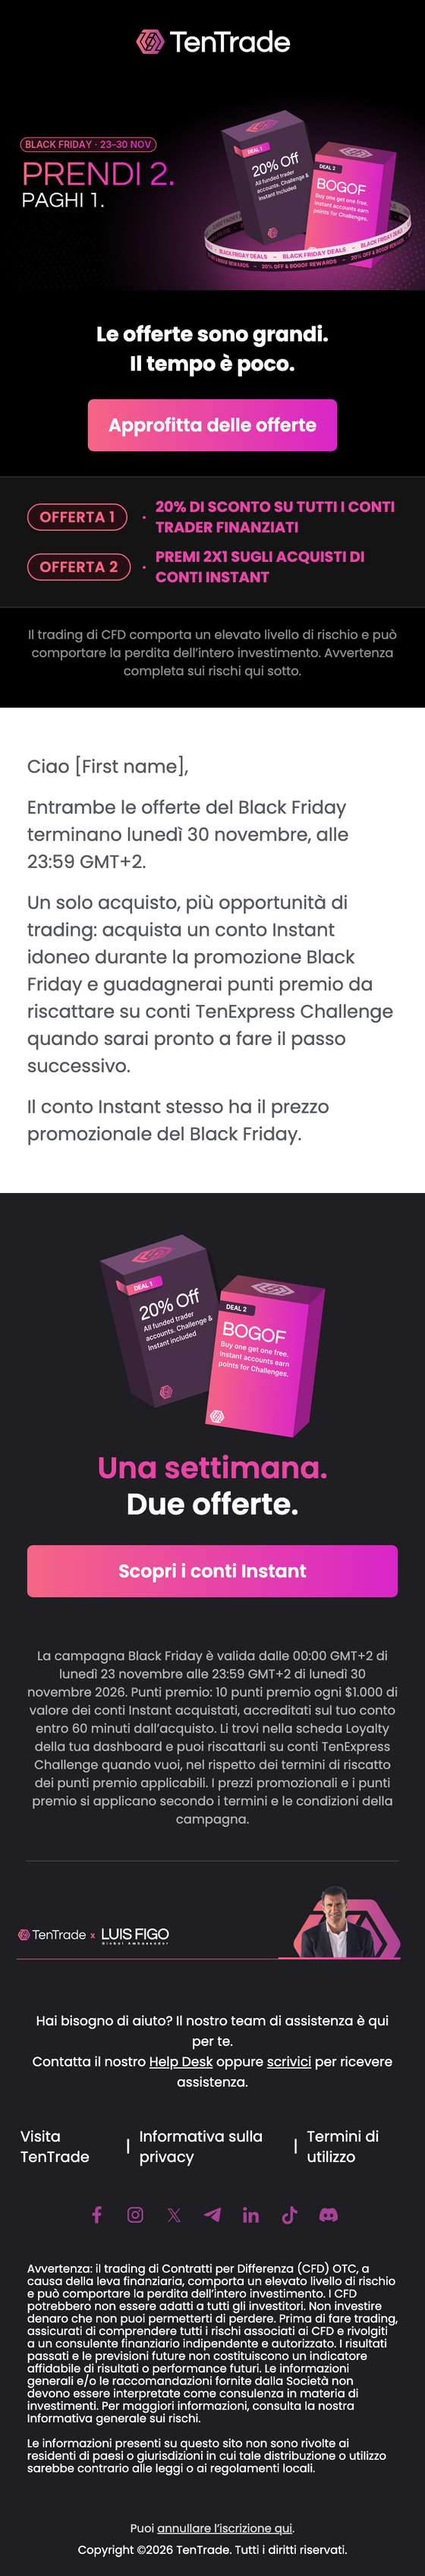 TenTrade
BLACK FRIDAY · 23–30 NOV
PRENDI 2.
PAGHI 1.
DEAL 1
20% Off
All funded trader
accounts. Challenge &
Instant included
DEAL 2
BOGOF
Buy one get one free.
Instant accounts earn
points for Challenges.
BLACK FRIDAY DEALS – BLACK FRIDAY DEALS – BLACK FRIDAY DEALS
20% OFF & BOGOF REWARDS
Le offerte sono grandi.
Il tempo è poco.
Approfitta delle offerte
OFFERTA 1 · 20% DI SCONTO SU TUTTI I CONTI
TRADER FINANZIATI
OFFERTA 2 · PREMI 2X1 SUGLI ACQUISTI DI
CONTI INSTANT
Il trading di CFD comporta un elevato livello di rischio e può
comportare la perdita dell'intero investimento. Avvertenza
completa sui rischi qui sotto.
Ciao [First name],
Entrambe le offerte del Black Friday
terminano lunedì 30 novembre, alle
23:59 GMT+2.
Un solo acquisto, più opportunità di
trading: acquista un conto Instant
idoneo durante la promozione Black
Friday e guadagnerai punti premio da
riscattare su conti TenExpress Challenge
quando sarai pronto a fare il passo
successivo.
Il conto Instant stesso ha il prezzo
promozionale del Black Friday.
DEAL 1
20% Off
All funded trader
accounts. Challenge &
Instant included
DEAL 2
BOGOF
Buy one get one free.
Instant accounts earn
points for Challenges.
Una settimana.
Due offerte.
Scopri i conti Instant
La campagna Black Friday è valida dalle 00:00 GMT+2 di
lunedì 23 novembre alle 23:59 GMT+2 di lunedì 30
novembre 2026. Punti premio: 10 punti premio ogni $1.000 di
valore dei conti Instant acquistati, accreditati sul tuo conto
entro 60 minuti dall'acquisto. Li trovi nella scheda Loyalty
della tua dashboard e puoi riscattarli su conti TenExpress
Challenge quando vuoi, nel rispetto dei termini di riscatto
dei punti premio applicabili. I prezzi promozionali e i punti
premio si applicano secondo i termini e le condizioni della
campagna.
TenTrade x LUIS FIGO
Global Ambassador
Hai bisogno di aiuto? Il nostro team di assistenza è qui
per te.
Contatta il nostro Help Desk oppure scrivici per ricevere
assistenza.
Visita
TenTrade
|
Informativa sulla
privacy
|
Termini di
utilizzo
Avvertenza: il trading di Contratti per Differenza (CFD) OTC, a
causa della leva finanziaria, comporta un elevato livello di rischio
e può comportare la perdita dell'intero investimento. I CFD
potrebbero non essere adatti a tutti gli investitori. Non investire
denaro che non puoi permetterti di perdere. Prima di fare trading,
assicurati di comprendere tutti i rischi associati ai CFD e rivolgiti
a un consulente finanziario indipendente e autorizzato. I risultati
passati e le previsioni future non costituiscono un indicatore
affidabile di risultati o performance futuri. Le informazioni
generali e/o le raccomandazioni fornite dalla Società non
devono essere interpretate come consulenza in materia di
investimenti. Per maggiori informazioni, consulta la nostra
Informativa generale sui rischi.
Le informazioni presenti su questo sito non sono rivolte ai
residenti di paesi o giurisdizioni in cui tale distribuzione o utilizzo
sarebbe contrario alle leggi o ai regolamenti locali.
Puoi annullare l'iscrizione qui.
Copyright ©2026 TenTrade. Tutti i diritti riservati.